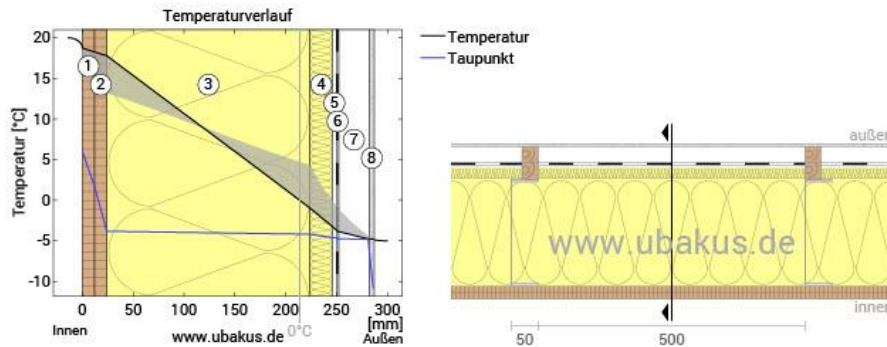 Temperaturverlauf
Temperatur
Taupunkt
Temperatur [°C]
20
15
10
5
0
-5
-10
1
2
3
4
5
6
7
8
0 50 100 150 200 250 300
0°C
[mm]
Innen
www.ubakus.de
Außen
außen
www.ubakus.de
innen
50 500